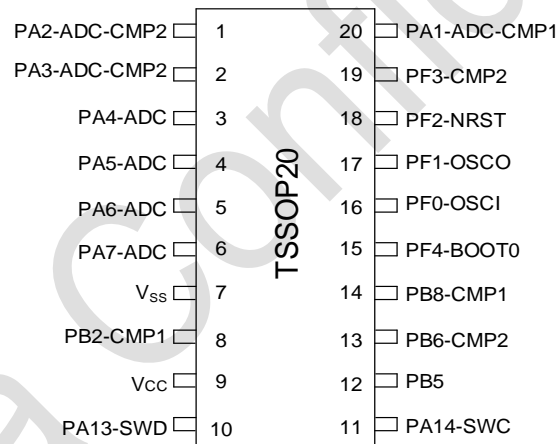 PA2-ADC-CMP2 1 20 PA1-ADC-CMP1
PA3-ADC-CMP2 2 19 PF3-CMP2
PA4-ADC 3 18 PF2-NRST
PA5-ADC 4 17 PF1-OSCO
PA6-ADC 5 16 PF0-OSCI
PA7-ADC 6 15 PF4-BOOT0
VSS 7 14 PB8-CMP1
PB2-CMP1 8 13 PB6-CMP2
VCC 9 12 PB5
PA13-SWD 10 11 PA14-SWC
TSSOP20